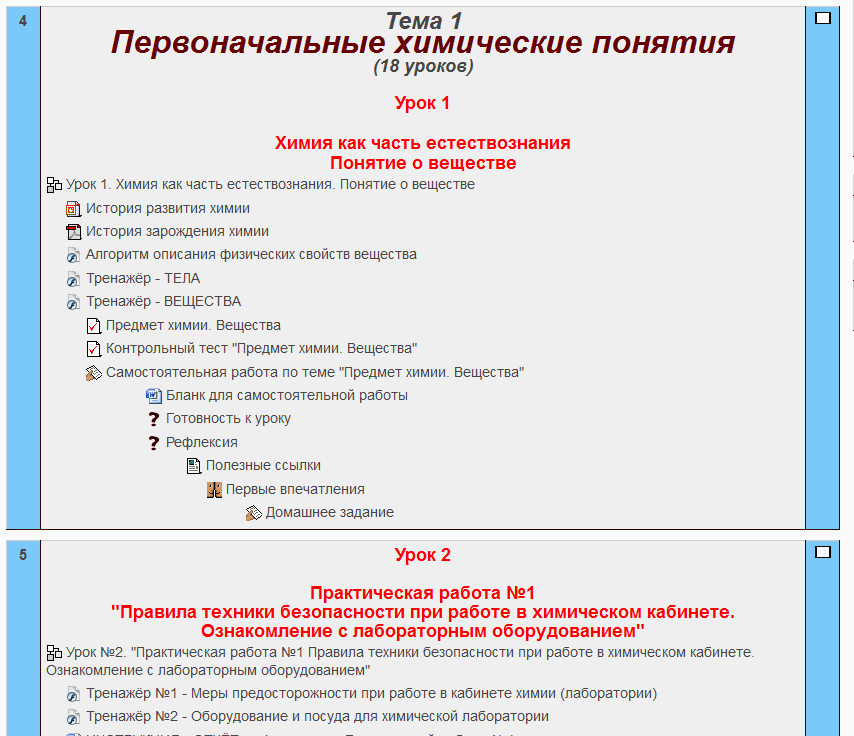 4
Тема 1
Первоначальные химические понятия
(18 уроков)
Урок 1
Химия как часть естествознания
Понятие о веществе
Урок 1. Химия как часть естествознания. Понятие о веществе
История развития химии
История зарождения химии
Алгоритм описания физических свойств вещества
Тренажёр - ТЕЛА
Тренажёр - ВЕЩЕСТВА
Предмет химии. Вещества
Контрольный тест "Предмет химии. Вещества"
Самостоятельная работа по теме "Предмет химии. Вещества"
Бланк для самостоятельной работы
Готовность к уроку
Рефлексия
Полезные ссылки
Первые впечатления
Домашнее задание
5
Урок 2
Практическая работа №1
"Правила техники безопасности при работе в химическом кабинете.
Ознакомление с лабораторным оборудованием"
Урок №2. "Практическая работа №1 Правила техники безопасности при работе в химическом кабинете.
Ознакомление с лабораторным оборудованием"
Тренажёр №1 - Меры предосторожности при работе в кабинете химии (лаборатории)
Тренажёр №2 - Оборудование и посуда для химической лаборатории